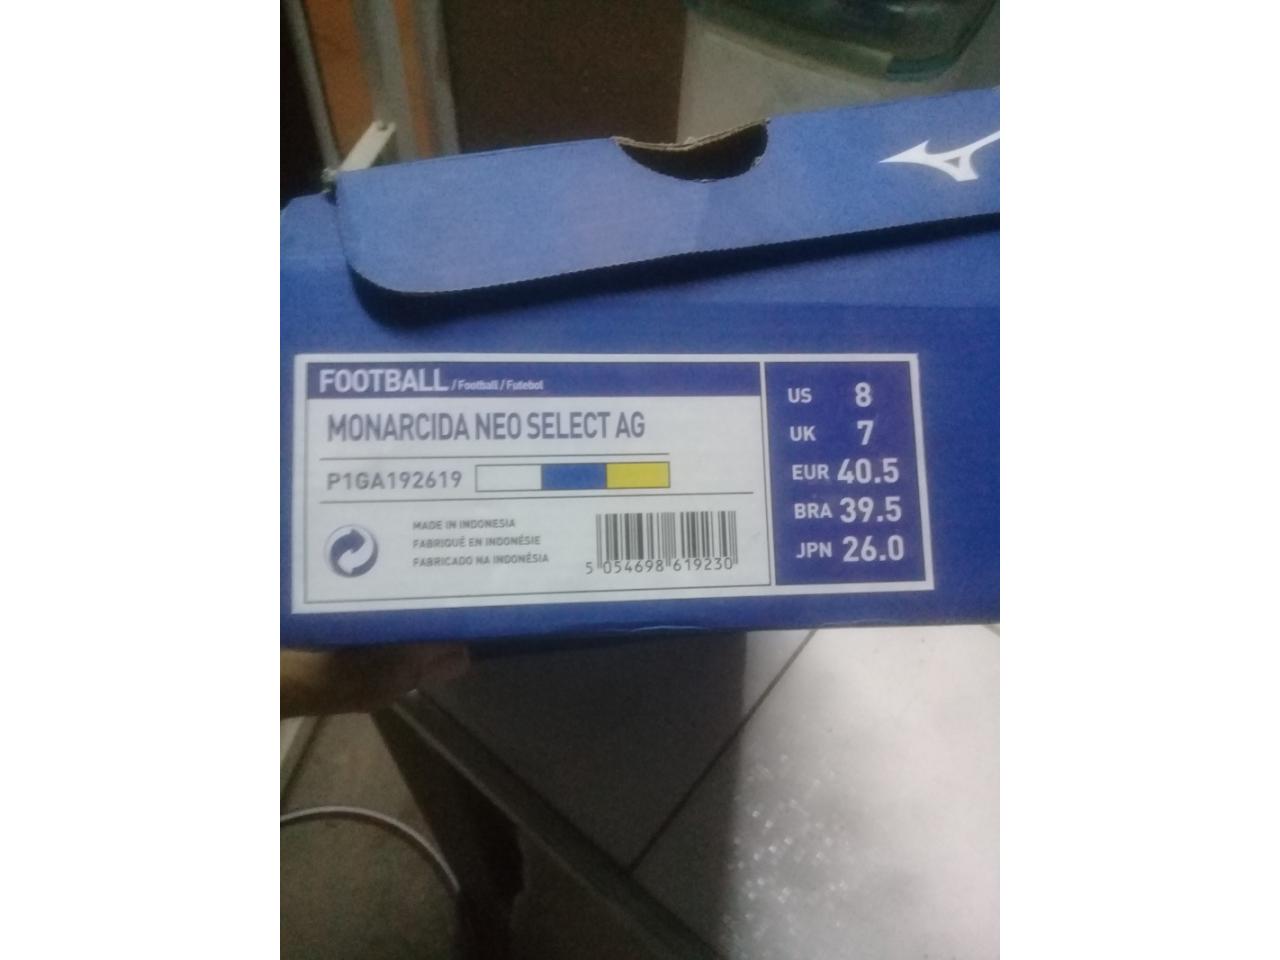 FOOTBALL / Football / Futebol
MONARCIDA NEO SELECT AG
P1GA192619
MADE IN INDONESIA
FABRIQUÉ EN INDONÉSIE
FABRICADO NA INDONÉSIA
5 054698 619230
US 8
UK 7
EUR 40.5
BRA 39.5
JPN 26.0